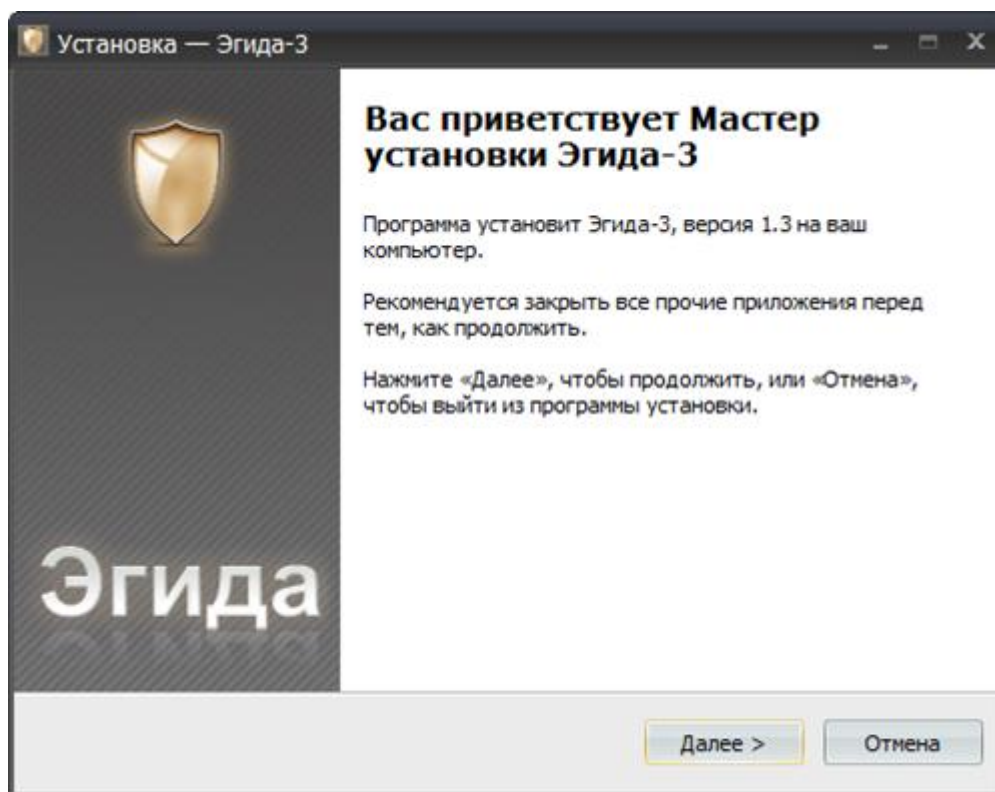 Установка — Эгида-3
Вас приветствует Мастер
установки Эгида-3
Программа установит Эгида-3, версия 1.3 на ваш
компьютер.
Рекомендуется закрыть все прочие приложения перед
тем, как продолжить.
Нажмите «Далее», чтобы продолжить, или «Отмена»,
чтобы выйти из программы установки.
Эгида
Далее >
Отмена